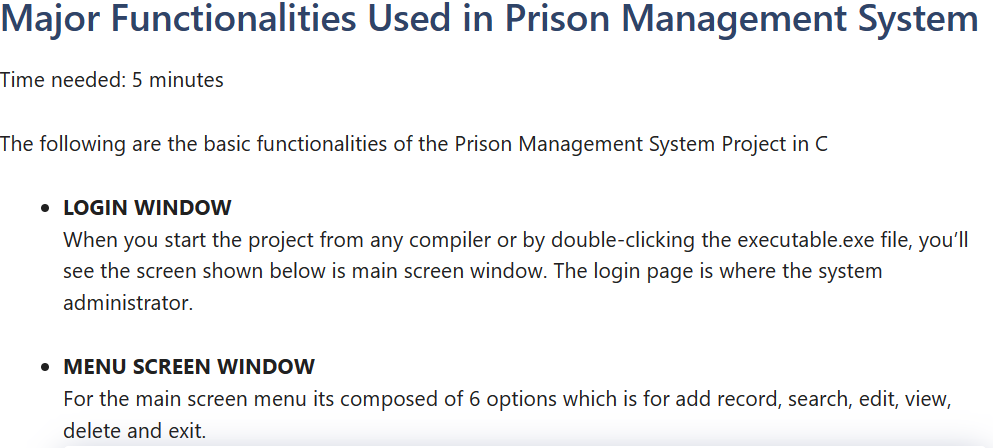 Major Functionalities Used in Prison Management System
Time needed: 5 minutes
The following are the basic functionalities of the Prison Management System Project in C
• LOGIN WINDOW
When you start the project from any compiler or by double-clicking the executable.exe file, you’ll
see the screen shown below is main screen window. The login page is where the system
administrator.
• MENU SCREEN WINDOW
For the main screen menu its composed of 6 options which is for add record, search, edit, view,
delete and exit.